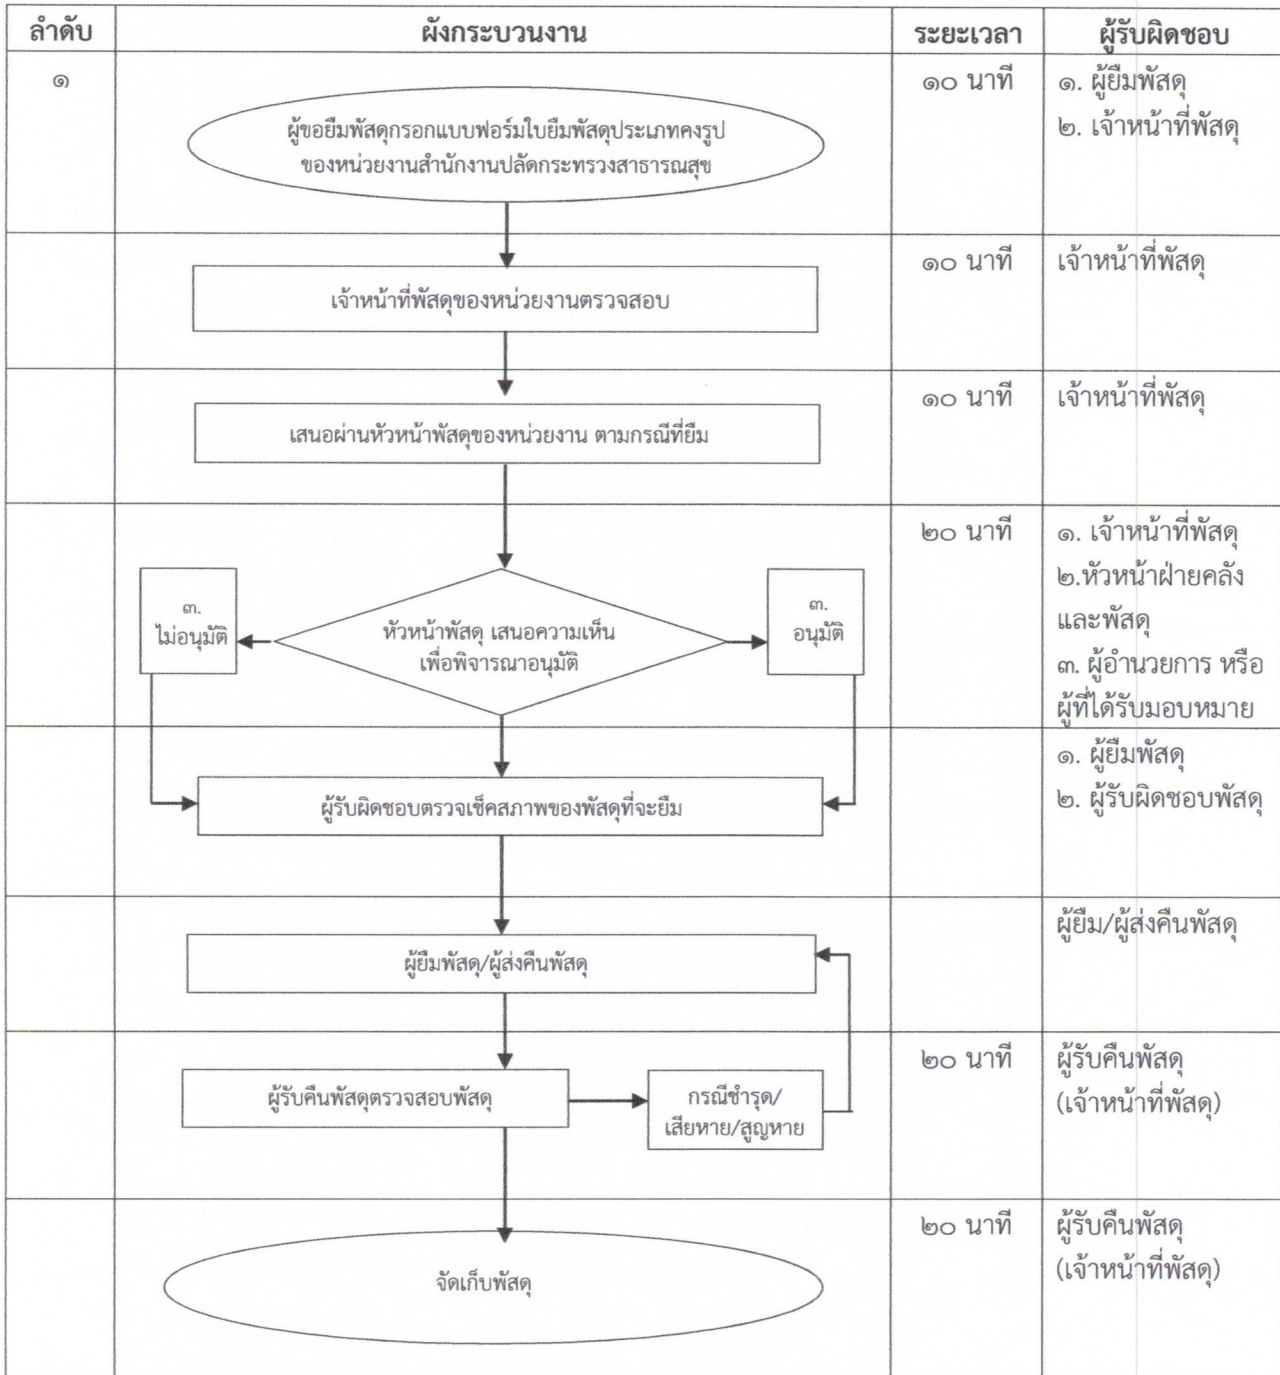 ลำดับ ผังกระบวนงาน ระยะเวลา ผู้รับผิดชอบ
๑
ผู้ขอยืมพัสดุกรอกแบบฟอร์มใบยืมพัสดุประเภทคงรูป
ของหน่วยงานสำนักงานปลัดกระทรวงสาธารณสุข
๑๐ นาที
๑. ผู้ยืมพัสดุ
๒. เจ้าหน้าที่พัสดุ
เจ้าหน้าที่พัสดุของหน่วยงานตรวจสอบ
๑๐ นาที
เจ้าหน้าที่พัสดุ
เสนอผ่านหัวหน้าพัสดุของหน่วยงาน ตามกรณีที่ยืม
๑๐ นาที
เจ้าหน้าที่พัสดุ
๓.
ไม่อนุมัติ
หัวหน้าพัสดุ เสนอความเห็น
เพื่อพิจารณาอนุมัติ
๓.
อนุมัติ
๒๐ นาที
๑. เจ้าหน้าที่พัสดุ
๒.หัวหน้าฝ่ายคลัง
และพัสดุ
๓. ผู้อำนวยการ หรือ
ผู้ที่ได้รับมอบหมาย
ผู้รับผิดชอบตรวจเช็คสภาพของพัสดุที่จะยืม
๑. ผู้ยืมพัสดุ
๒. ผู้รับผิดชอบพัสดุ
ผู้ยืมพัสดุ/ผู้ส่งคืนพัสดุ
ผู้ยืม/ผู้ส่งคืนพัสดุ
ผู้รับคืนพัสดุตรวจสอบพัสดุ
กรณีชำรุด/
เสียหาย/สูญหาย
๒๐ นาที
ผู้รับคืนพัสดุ
(เจ้าหน้าที่พัสดุ)
จัดเก็บพัสดุ
๒๐ นาที
ผู้รับคืนพัสดุ
(เจ้าหน้าที่พัสดุ)